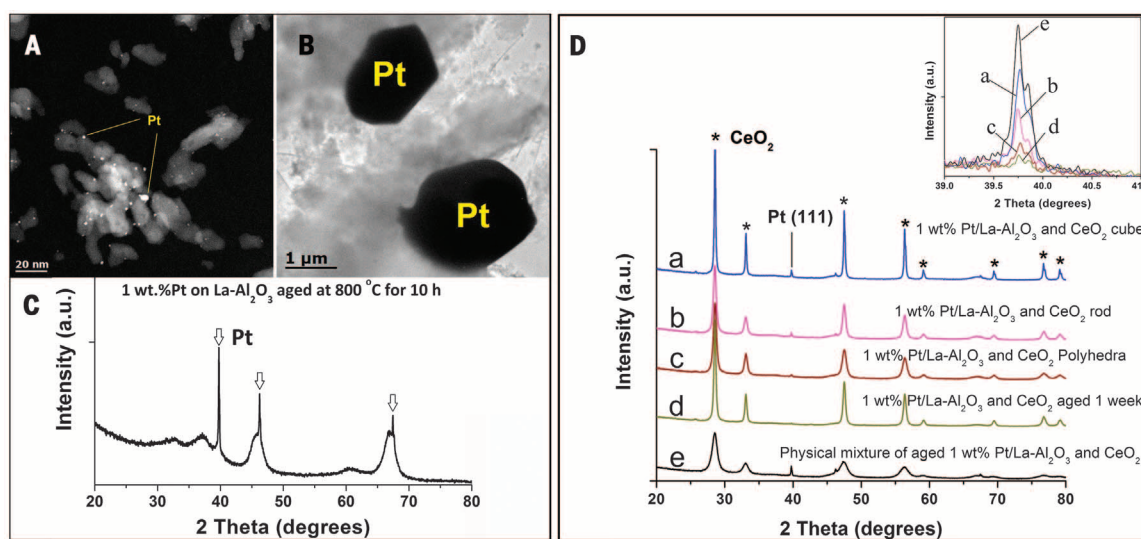 A
Pt
20 nm
B
Pt
Pt
1 µm
C
1 wt.%Pt on La-Al₂O₃ aged at 800 °C for 10 h
Pt
Intensity (a.u.)
20 30 40 50 60 70 80
2 Theta (degrees)
D
Intensity (a.u.)
e
a
b
c
d
39.0 39.5 40.0 40.5 41
2 Theta (degrees)
* CeO₂
Pt (111)
* * * * * * *
1 wt% Pt/La-Al₂O₃ and CeO₂ cube
a
b
1 wt% Pt/La-Al₂O₃ and CeO₂ rod
c
1 wt% Pt/La-Al₂O₃ and CeO₂ Polyhedra
d
1 wt% Pt/La-Al₂O₃ and CeO₂ aged 1 week
e
Physical mixture of aged 1 wt% Pt/La-Al₂O₃ and CeO₂
Intensity (a.u.)
20 30 40 50 60 70 80
2 Theta (degrees)